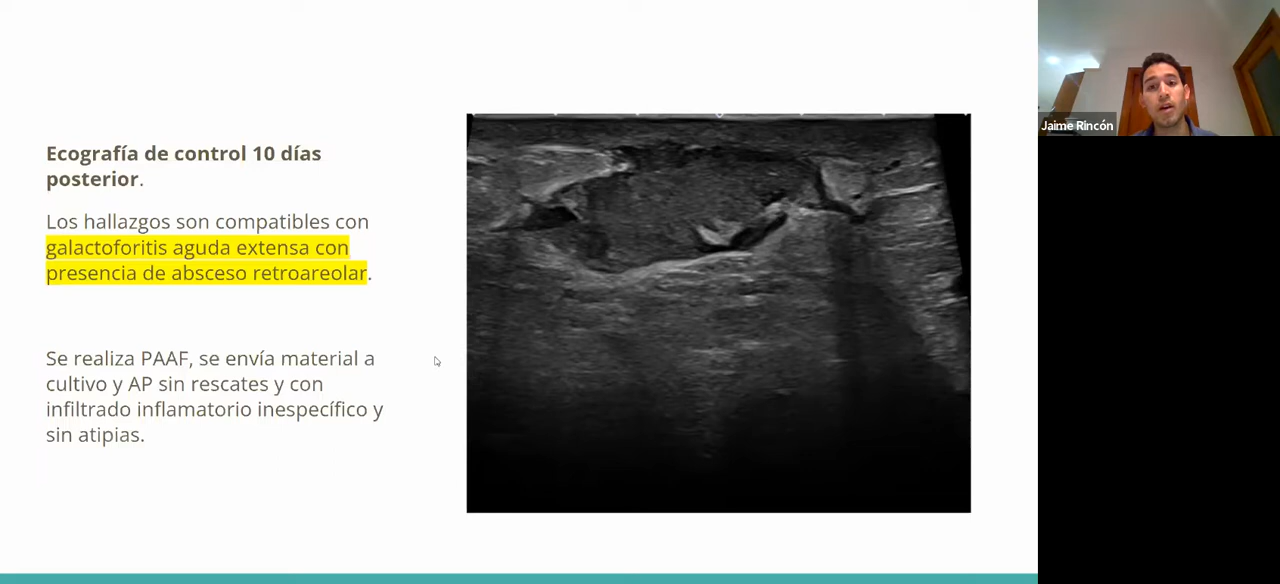 Ecografía de control 10 días
posterior.
Los hallazgos son compatibles con
galactoforitis aguda extensa con
presencia de absceso retroareolar.
Se realiza PAAF, se envía material a
cultivo y AP sin rescates y con
infiltrado inflamatorio inespecífico y
sin atipias.
Jaime Rincón